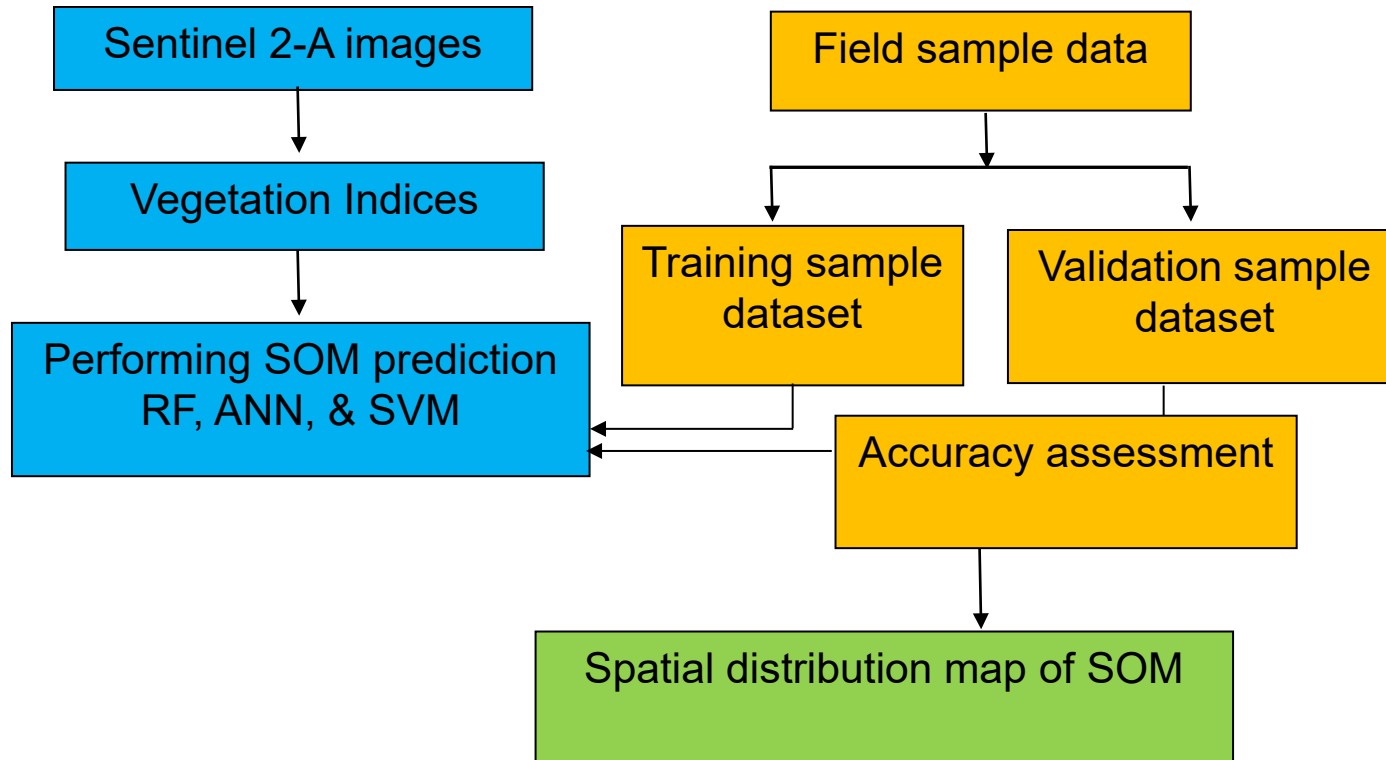 Sentinel 2-A images
Field sample data
Vegetation Indices
Training sample
dataset
Validation sample
dataset
Performing SOM prediction
RF, ANN, & SVM
Accuracy assessment
Spatial distribution map of SOM